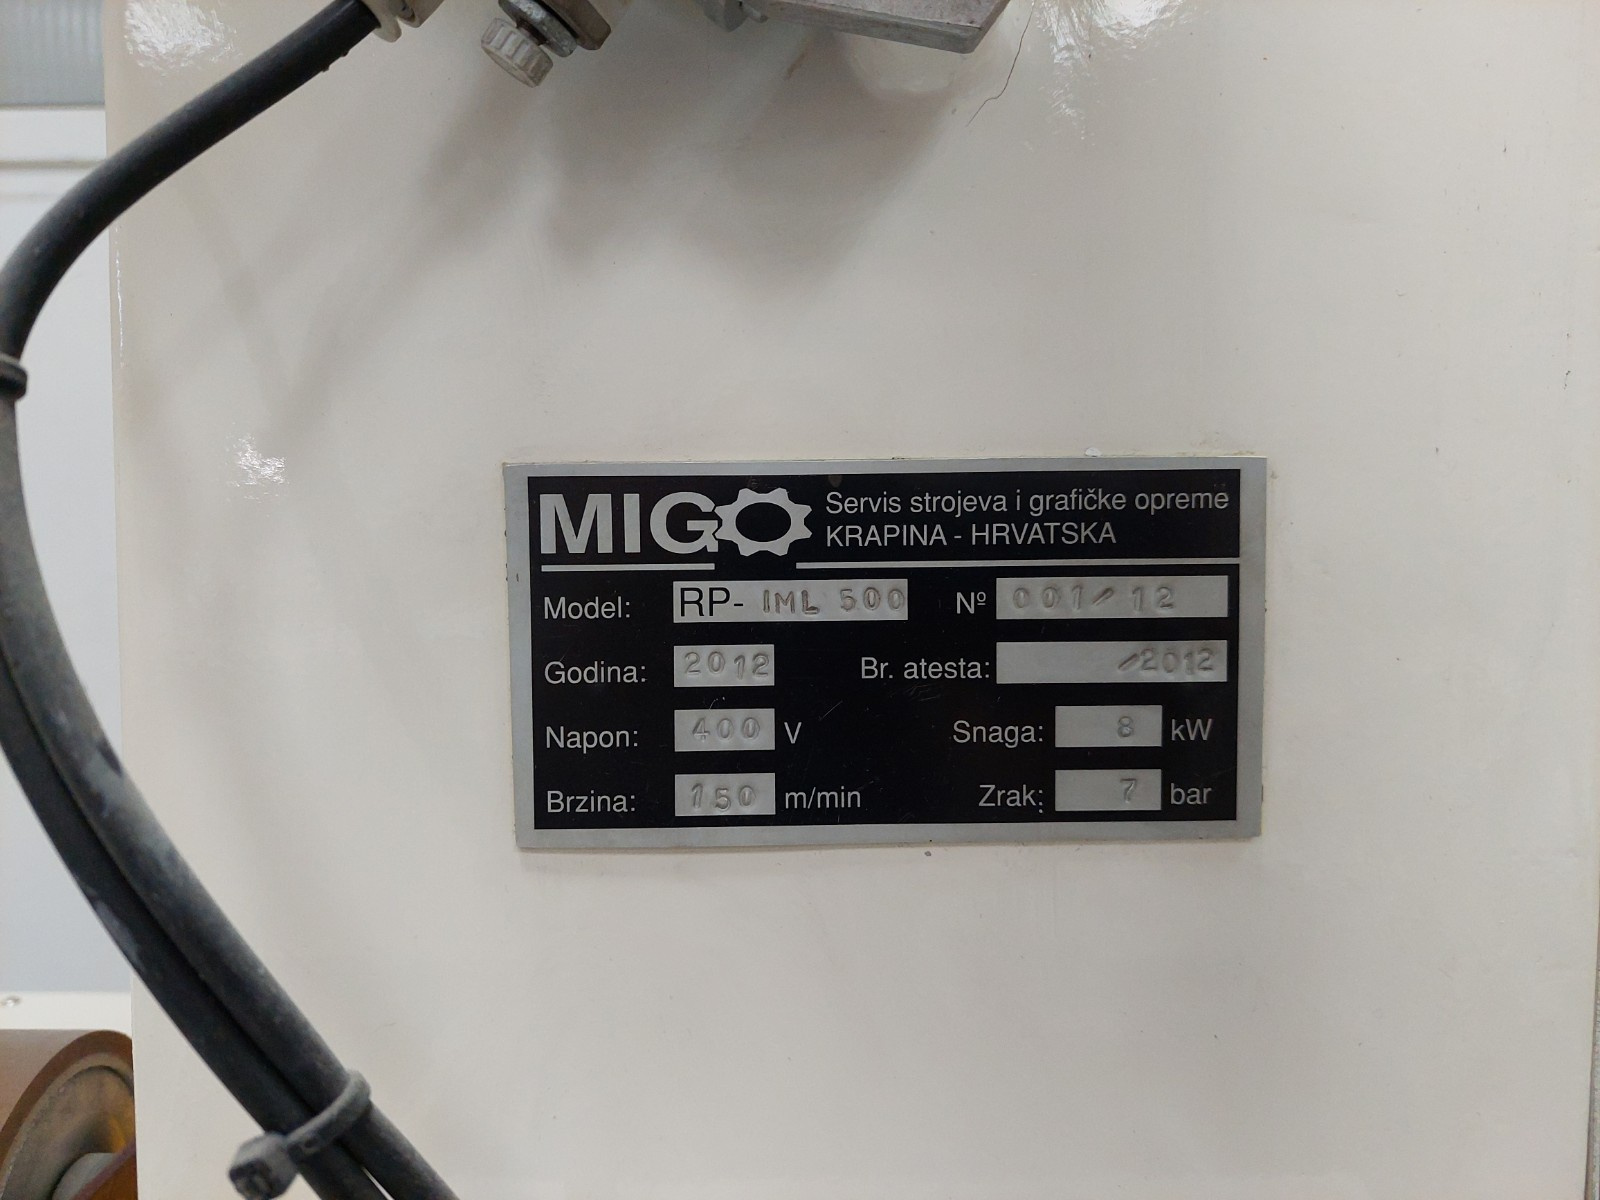 MIGO Servis strojeva i grafičke opreme
KRAPINA - HRVATSKA
Model: RP- IML 500 Nº 001/12
Godina: 2012 Br. atesta: /2012
Napon: 400 V Snaga: 8 kW
Brzina: 150 m/min Zrak: 7 bar